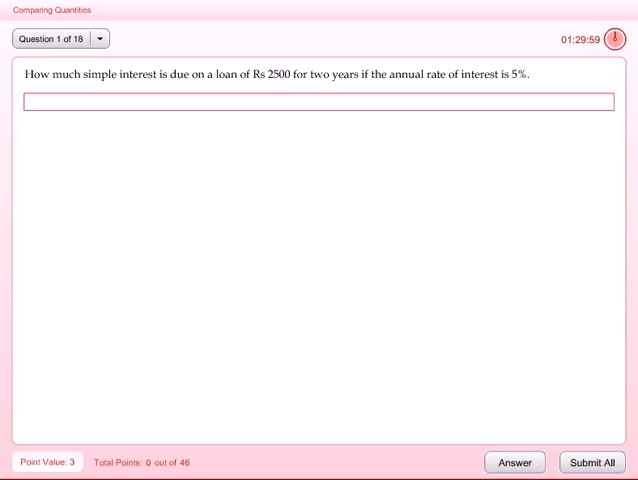 Comparing Quantities
Question 1 of 18
01:29:59
How much simple interest is due on a loan of Rs 2500 for two years if the annual rate of interest is 5%.
Point Value: 3
Total Points: 0 out of 46
Answer
Submit All